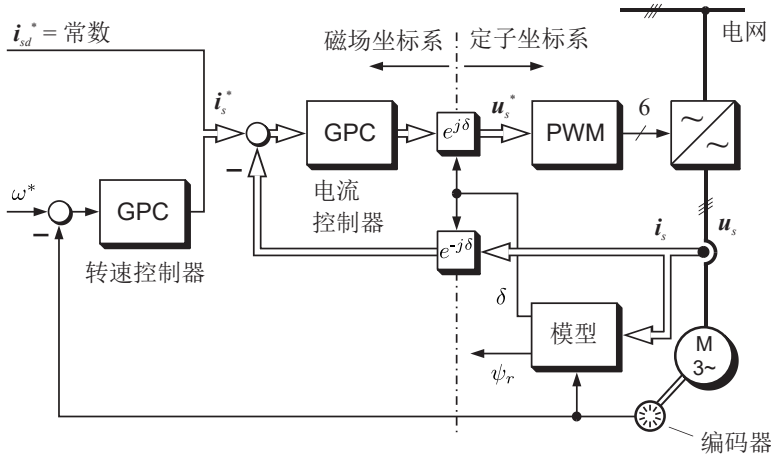 i_sd* = 常数
电网
磁场坐标系
定子坐标系
i_s*
GPC
e^{jδ}
u_s*
PWM
6
~
~
电流
控制器
ω*
GPC
转速控制器
e^{-jδ}
i_s
u_s
δ
模型
ψ_r
M
3~
编码器